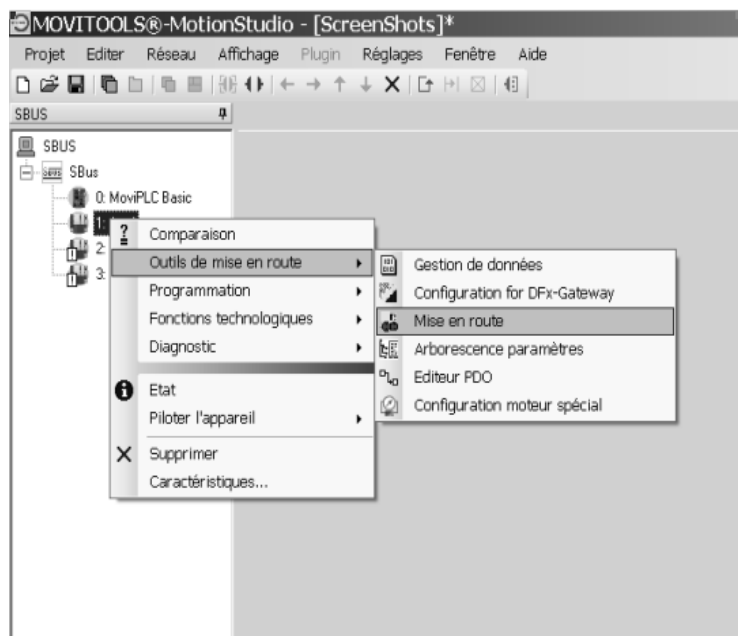 MOVITOOLS®-MotionStudio - [ScreenShots]*
Projet Editer Réseau Affichage Plugin Réglages Fenêtre Aide
SBUS
SBUS
SBus
0: MoviPLC Basic
1:
2:
3:
Comparaison
Outils de mise en route
Programmation
Fonctions technologiques
Diagnostic
Etat
Piloter l'appareil
Supprimer
Caractéristiques...
Gestion de données
Configuration for DFx-Gateway
Mise en route
Arborescence paramètres
Editeur PDO
Configuration moteur spécial